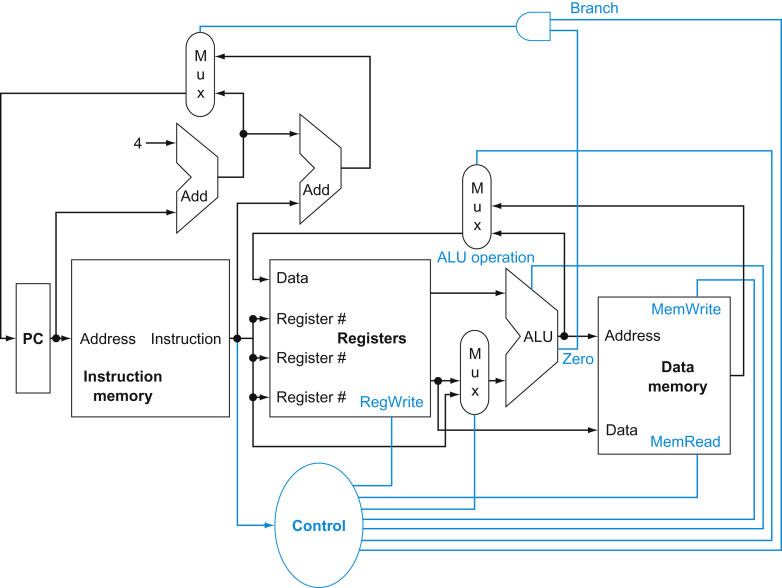 Branch
M
u
x
4
Add
Add
M
u
x
ALU operation
Data
Register #
Registers
Register #
Register #
RegWrite
PC
Address
Instruction
Instruction
memory
M
u
x
ALU
Zero
MemWrite
Address
Data
memory
Data
MemRead
Control